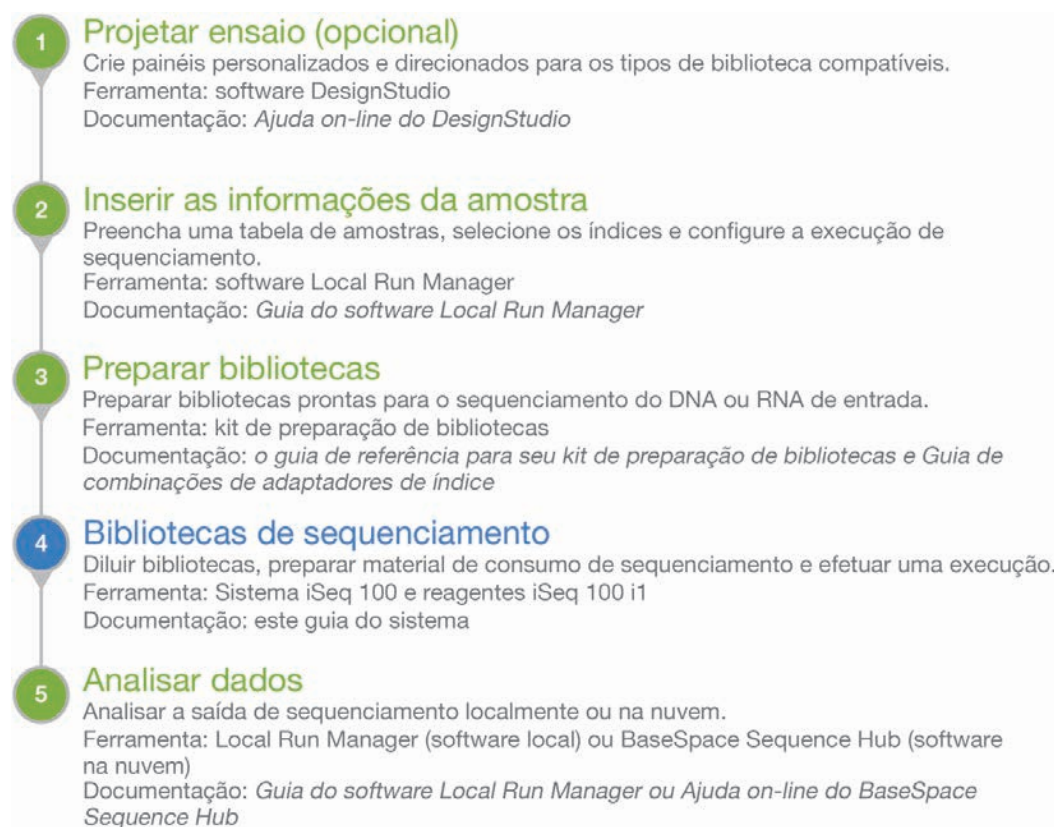 1
Projetar ensaio (opcional)
Crie painéis personalizados e direcionados para os tipos de biblioteca compatíveis.
Ferramenta: software DesignStudio
Documentação: Ajuda on-line do DesignStudio
2
Inserir as informações da amostra
Preencha uma tabela de amostras, selecione os índices e configure a execução de
sequenciamento.
Ferramenta: software Local Run Manager
Documentação: Guia do software Local Run Manager
3
Preparar bibliotecas
Preparar bibliotecas prontas para o sequenciamento do DNA ou RNA de entrada.
Ferramenta: kit de preparação de bibliotecas
Documentação: o guia de referência para seu kit de preparação de bibliotecas e Guia de
combinações de adaptadores de índice
4
Bibliotecas de sequenciamento
Diluir bibliotecas, preparar material de consumo de sequenciamento e efetuar uma execução.
Ferramenta: Sistema iSeq 100 e reagentes iSeq 100 i1
Documentação: este guia do sistema
5
Analisar dados
Analisar a saída de sequenciamento localmente ou na nuvem.
Ferramenta: Local Run Manager (software local) ou BaseSpace Sequence Hub (software
na nuvem)
Documentação: Guia do software Local Run Manager ou Ajuda on-line do BaseSpace
Sequence Hub